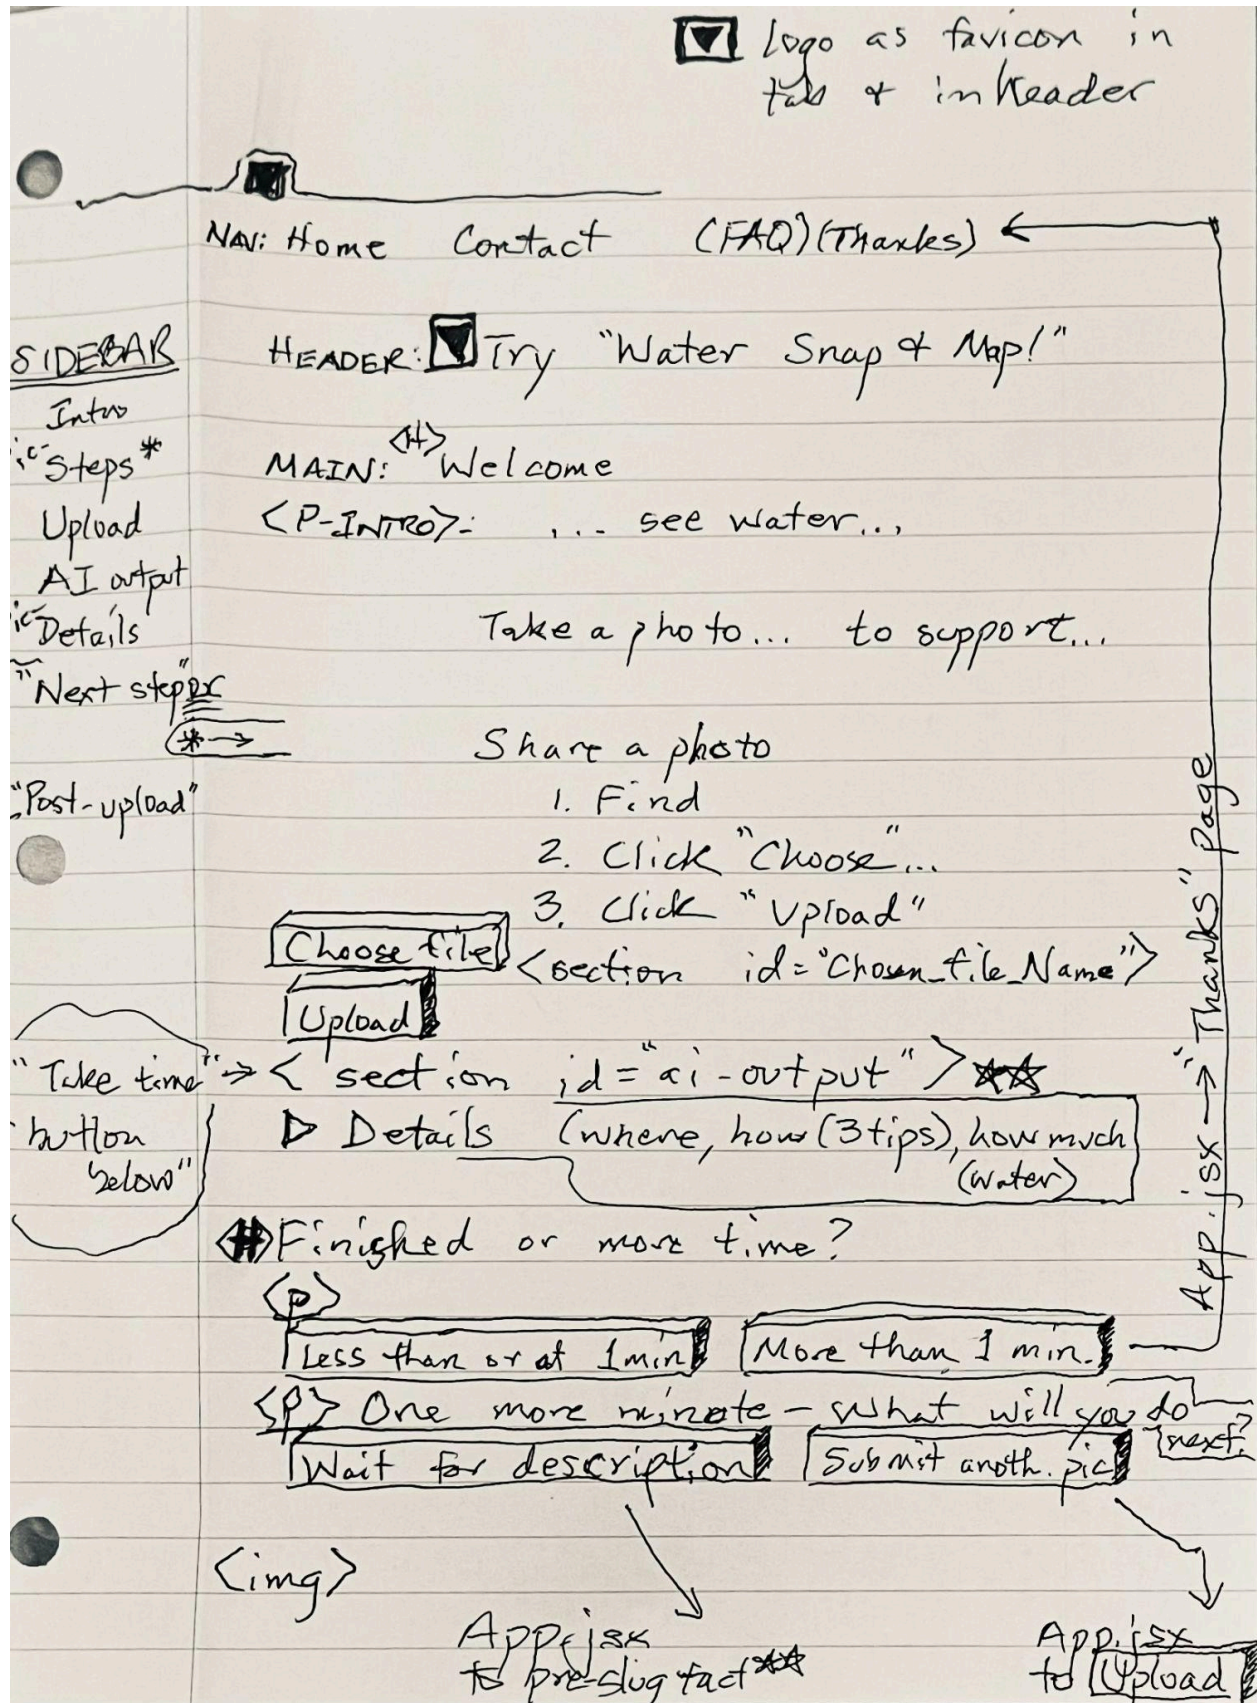 logo as favicon in
tab & in header
NAV: Home Contact (FAQ) (Thanks)
SIDEBAR
Intro
"Steps*
Upload
AI output
"Details
"Next step" or
*→
"Post-upload"
HEADER: Try "Water Snap & Map!"
MAIN: <H> Welcome
<P-INTRO>: ... see water...
Take a photo... to support...
Share a photo
1. Find
2. Click "Choose"...
3. Click "Upload"
Choose file <section id="Chosen_file_Name">
Upload
"Take time" → <section id="ai-output">
button
below"
▷ Details (where, how (3 tips), how much
(water)
<H> Finished or more time?
<p>
Less than or at 1 min More than 1 min.
<p> One more minute - what will you do
next?
Wait for description Submit anoth. pic
<img>
App.jsx
to pre-slug fact
App.jsx
to Upload
App.jsx → "Thanks" page